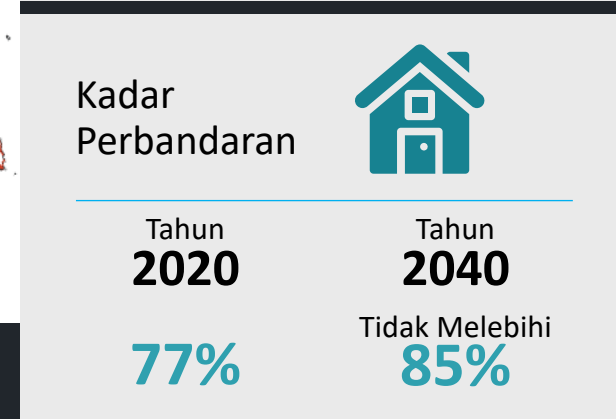 Kadar
Perbandaran
Tahun
2020
77%
Tahun
2040
Tidak Melebihi
85%